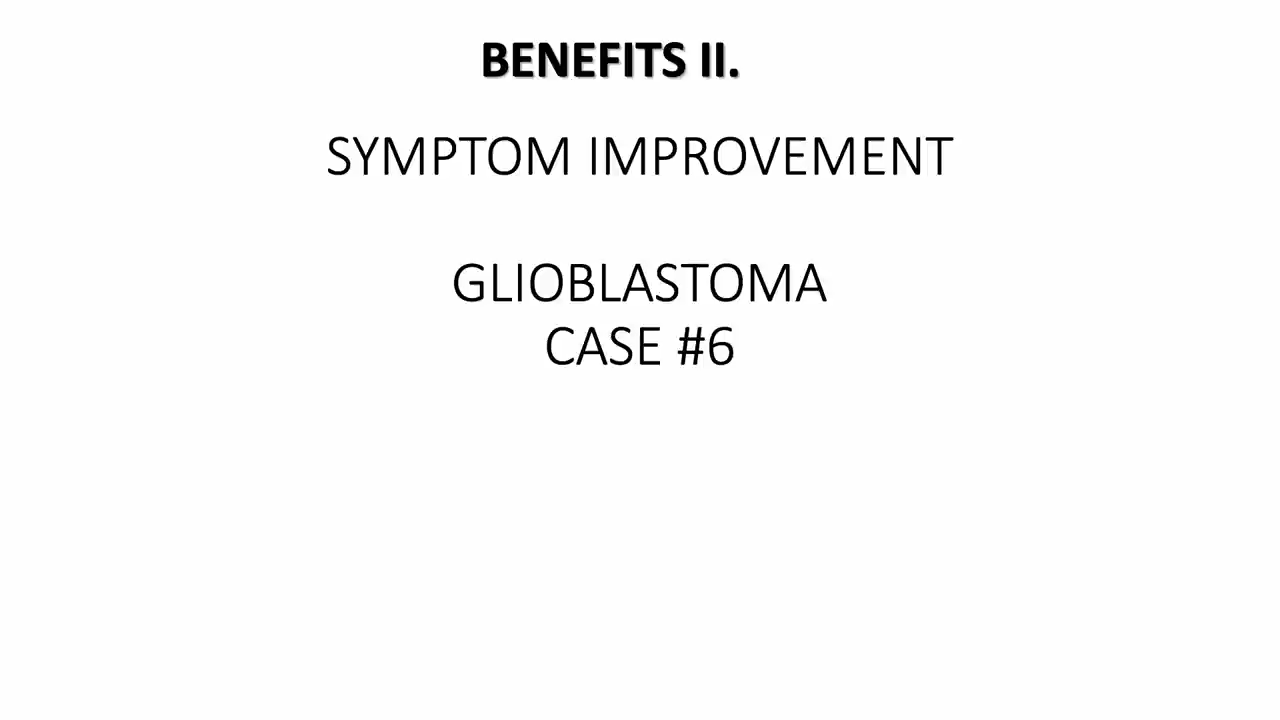 BENEFITS II.
SYMPTOM IMPROVEMENT
GLIOBLASTOMA
CASE #6